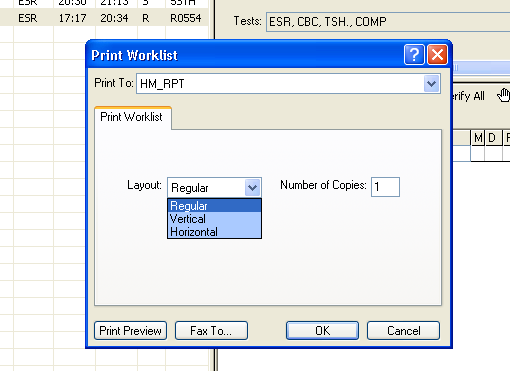 ESR 20:30 21:13 S S3TH
ESR 17:17 20:34 R R0554
Tests: ESR, CBC, TSH., COMP
Print Worklist
Print To: HM_RPT
Print Worklist
erify All
M D
Layout: Regular
Number of Copies: 1
Regular
Vertical
Horizontal
Print Preview
Fax To...
OK
Cancel